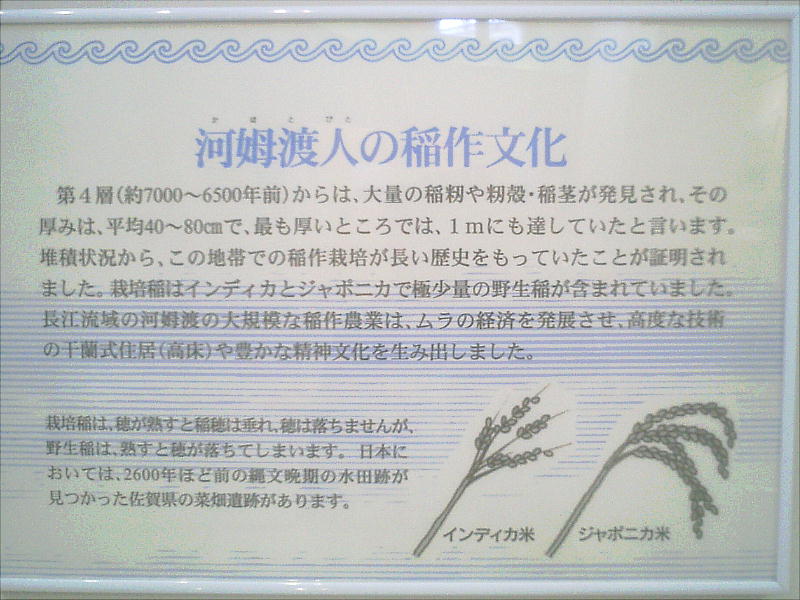 かぼとびと
河姆渡人の稲作文化
第4層(約7000～6500年前)からは、大量の稲籾や籾殻・稲茎が発見され、その
厚みは、平均40～80㎝で、最も厚いところでは、1mにも達していたと言います。
堆積状況から、この地帯での稲作栽培が長い歴史をもっていたことが証明され
ました。栽培稲はインディカとジャポニカで極少量の野生稲が含まれていました。
長江流域の河姆渡の大規模な稲作農業は、ムラの経済を発展させ、高度な技術
の干蘭式住居(高床)や豊かな精神文化を生み出しました。
栽培稲は、穂が熟すと稲穂は垂れ、穂は落ちませんが、
野生稲は、熟すと穂が落ちてしまいます。日本に
おいては、2600年ほど前の縄文晩期の水田跡が
見つかった佐賀県の菜畑遺跡があります。
インディカ米
ジャポニカ米